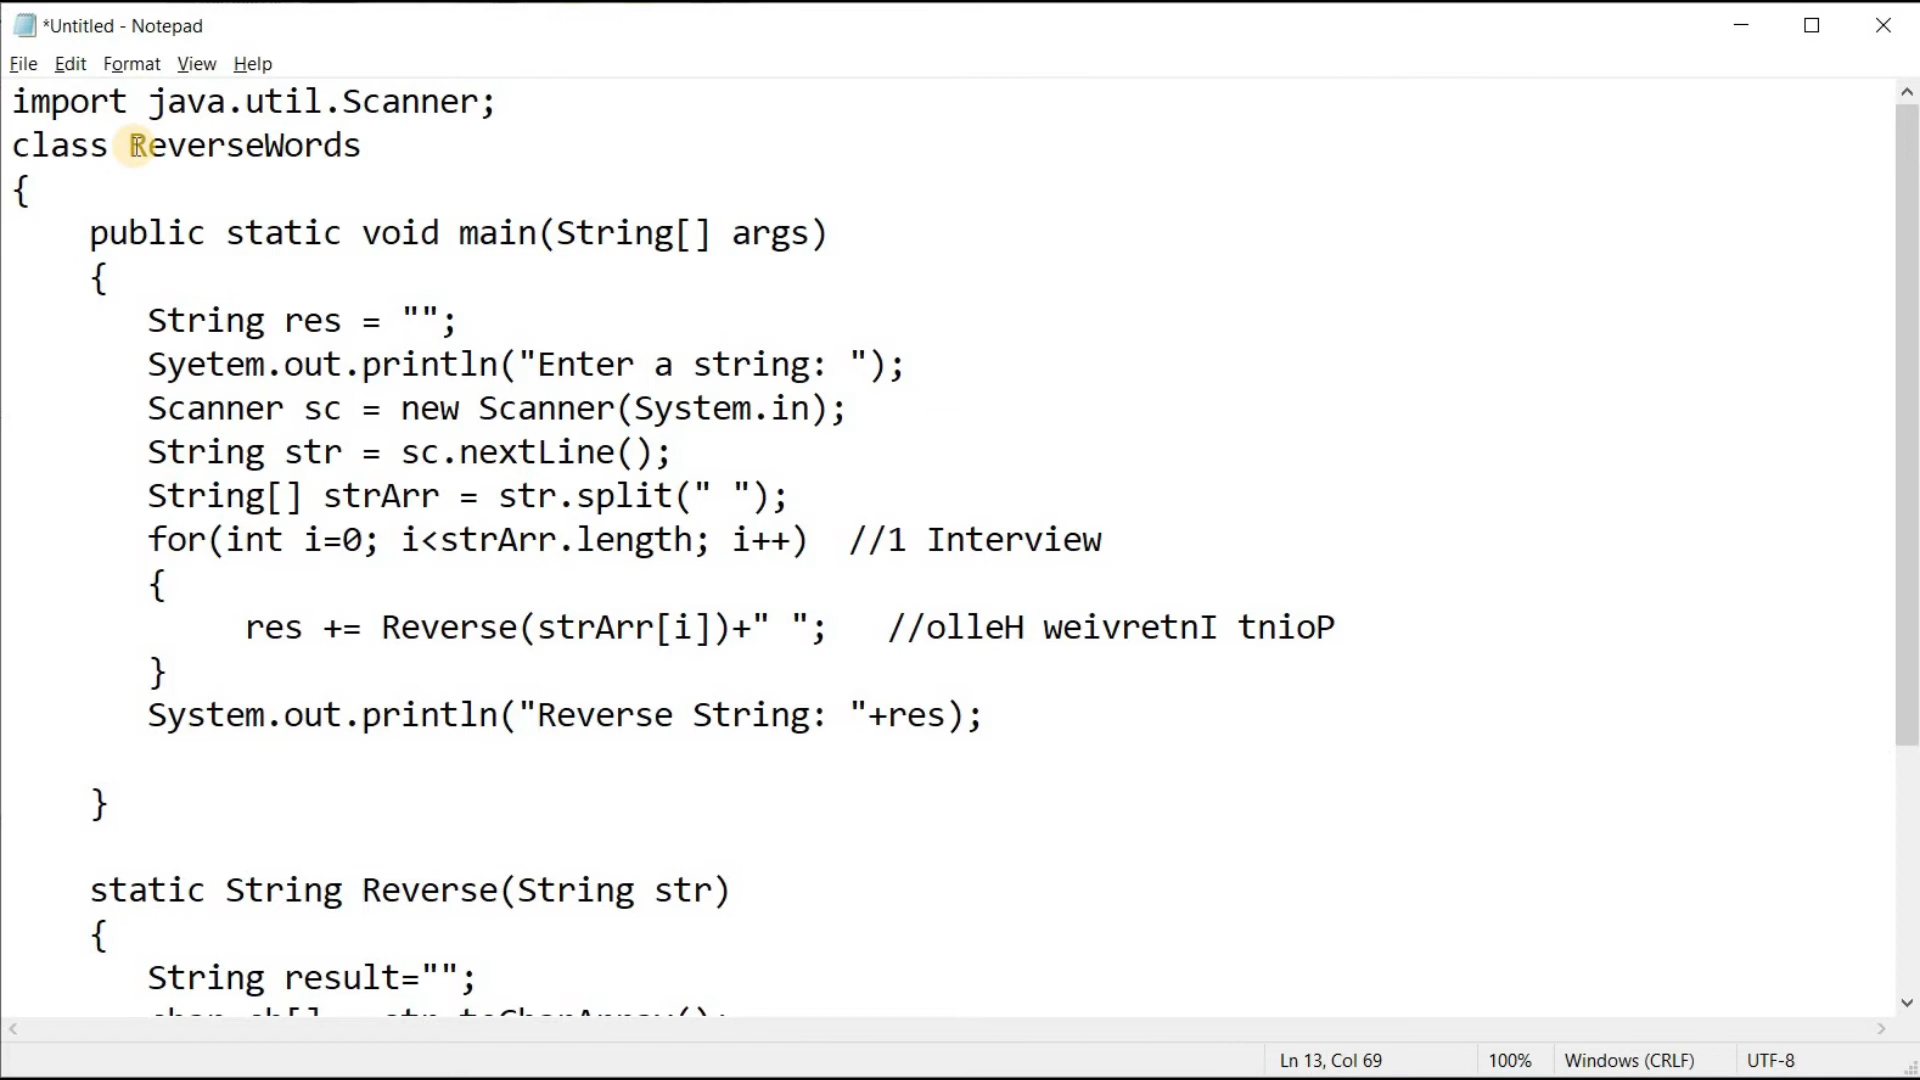 *Untitled - Notepad
File Edit Format View Help
import java.util.Scanner;
class ReverseWords
{
public static void main(String[] args)
{
String res = "";
Syetem.out.println("Enter a string: ");
Scanner sc = new Scanner(System.in);
String str = sc.nextLine();
String[] strArr = str.split(" ");
for(int i=0; i<strArr.length; i++) //1 Interview
{
res += Reverse(strArr[i])+" "; //olleH weivretnI tnioP
}
System.out.println("Reverse String: "+res);
}
static String Reverse(String str)
{
String result="";
Ln 13, Col 69 100% Windows (CRLF) UTF-8